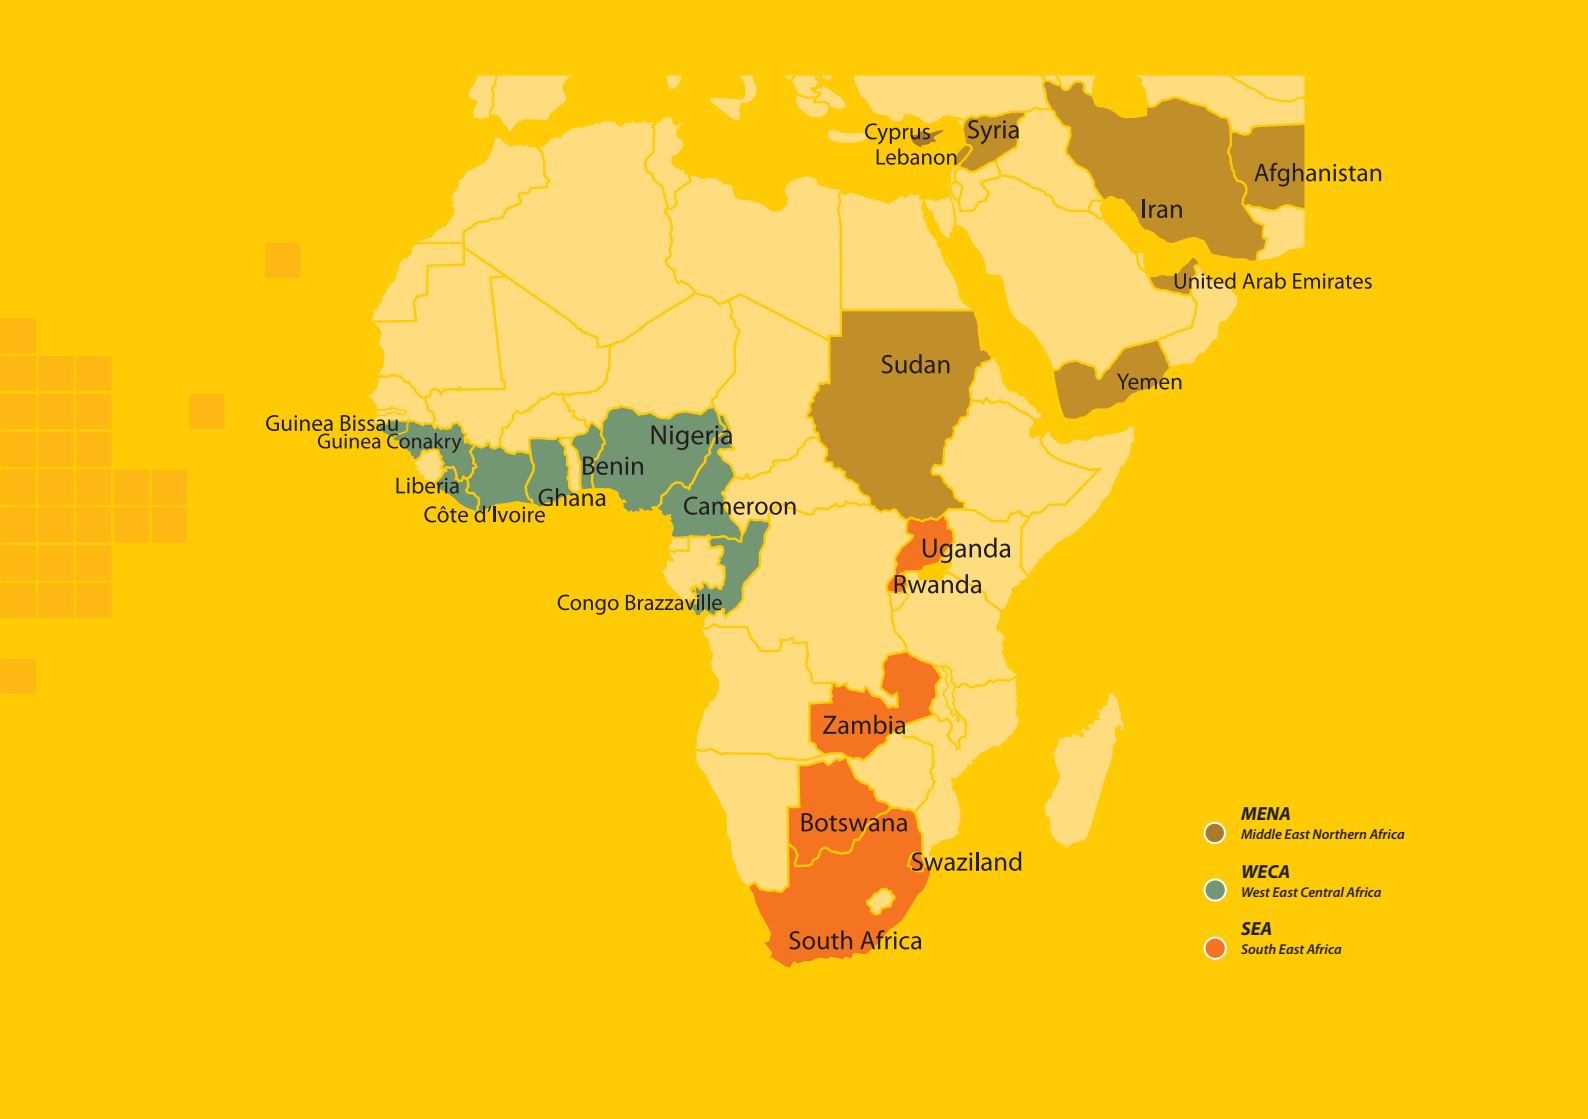 Cyprus
Syria
Lebanon
Afghanistan
Iran
United Arab Emirates
Sudan
Yemen
Guinea Bissau
Guinea Conakry
Nigeria
Benin
Liberia
Ghana
Côte d'Ivoire
Cameroon
Uganda
Rwanda
Congo Brazzaville
Zambia
Botswana
Swaziland
South Africa
MENA
Middle East Northern Africa
WECA
West East Central Africa
SEA
South East Africa